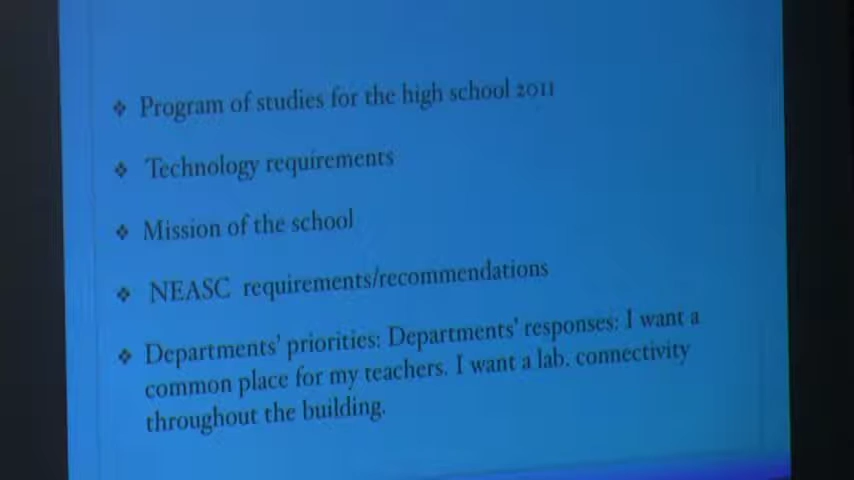 ❖ Program of studies for the high school 2011
❖ Technology requirements
❖ Mission of the school
❖ NEASC requirements/recommendations
❖ Departments' priorities: Departments' responses: I want a
common place for my teachers. I want a lab. connectivity
throughout the building.